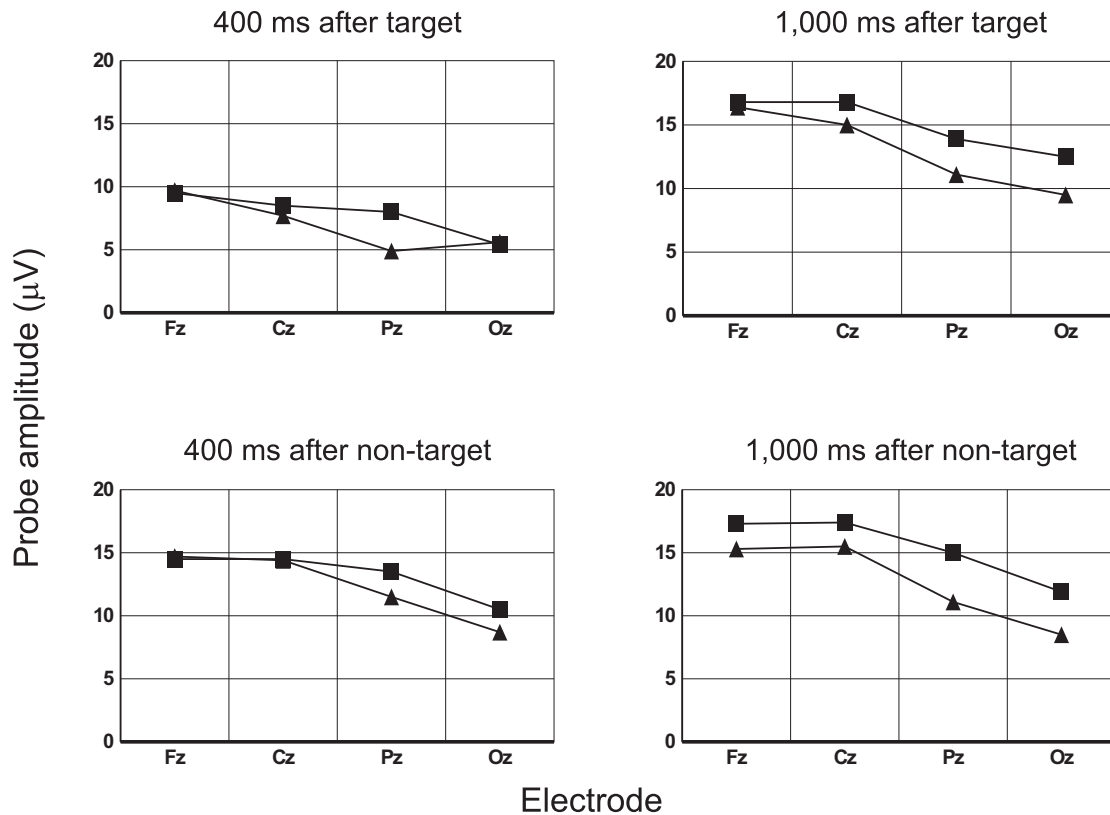 400 ms after target
20
15
10
5
0
Fz Cz Pz Oz
1,000 ms after target
20
15
10
5
0
Fz Cz Pz Oz
Probe amplitude (μV)
400 ms after non-target
20
15
10
5
0
Fz Cz Pz Oz
1,000 ms after non-target
20
15
10
5
0
Fz Cz Pz Oz
Electrode